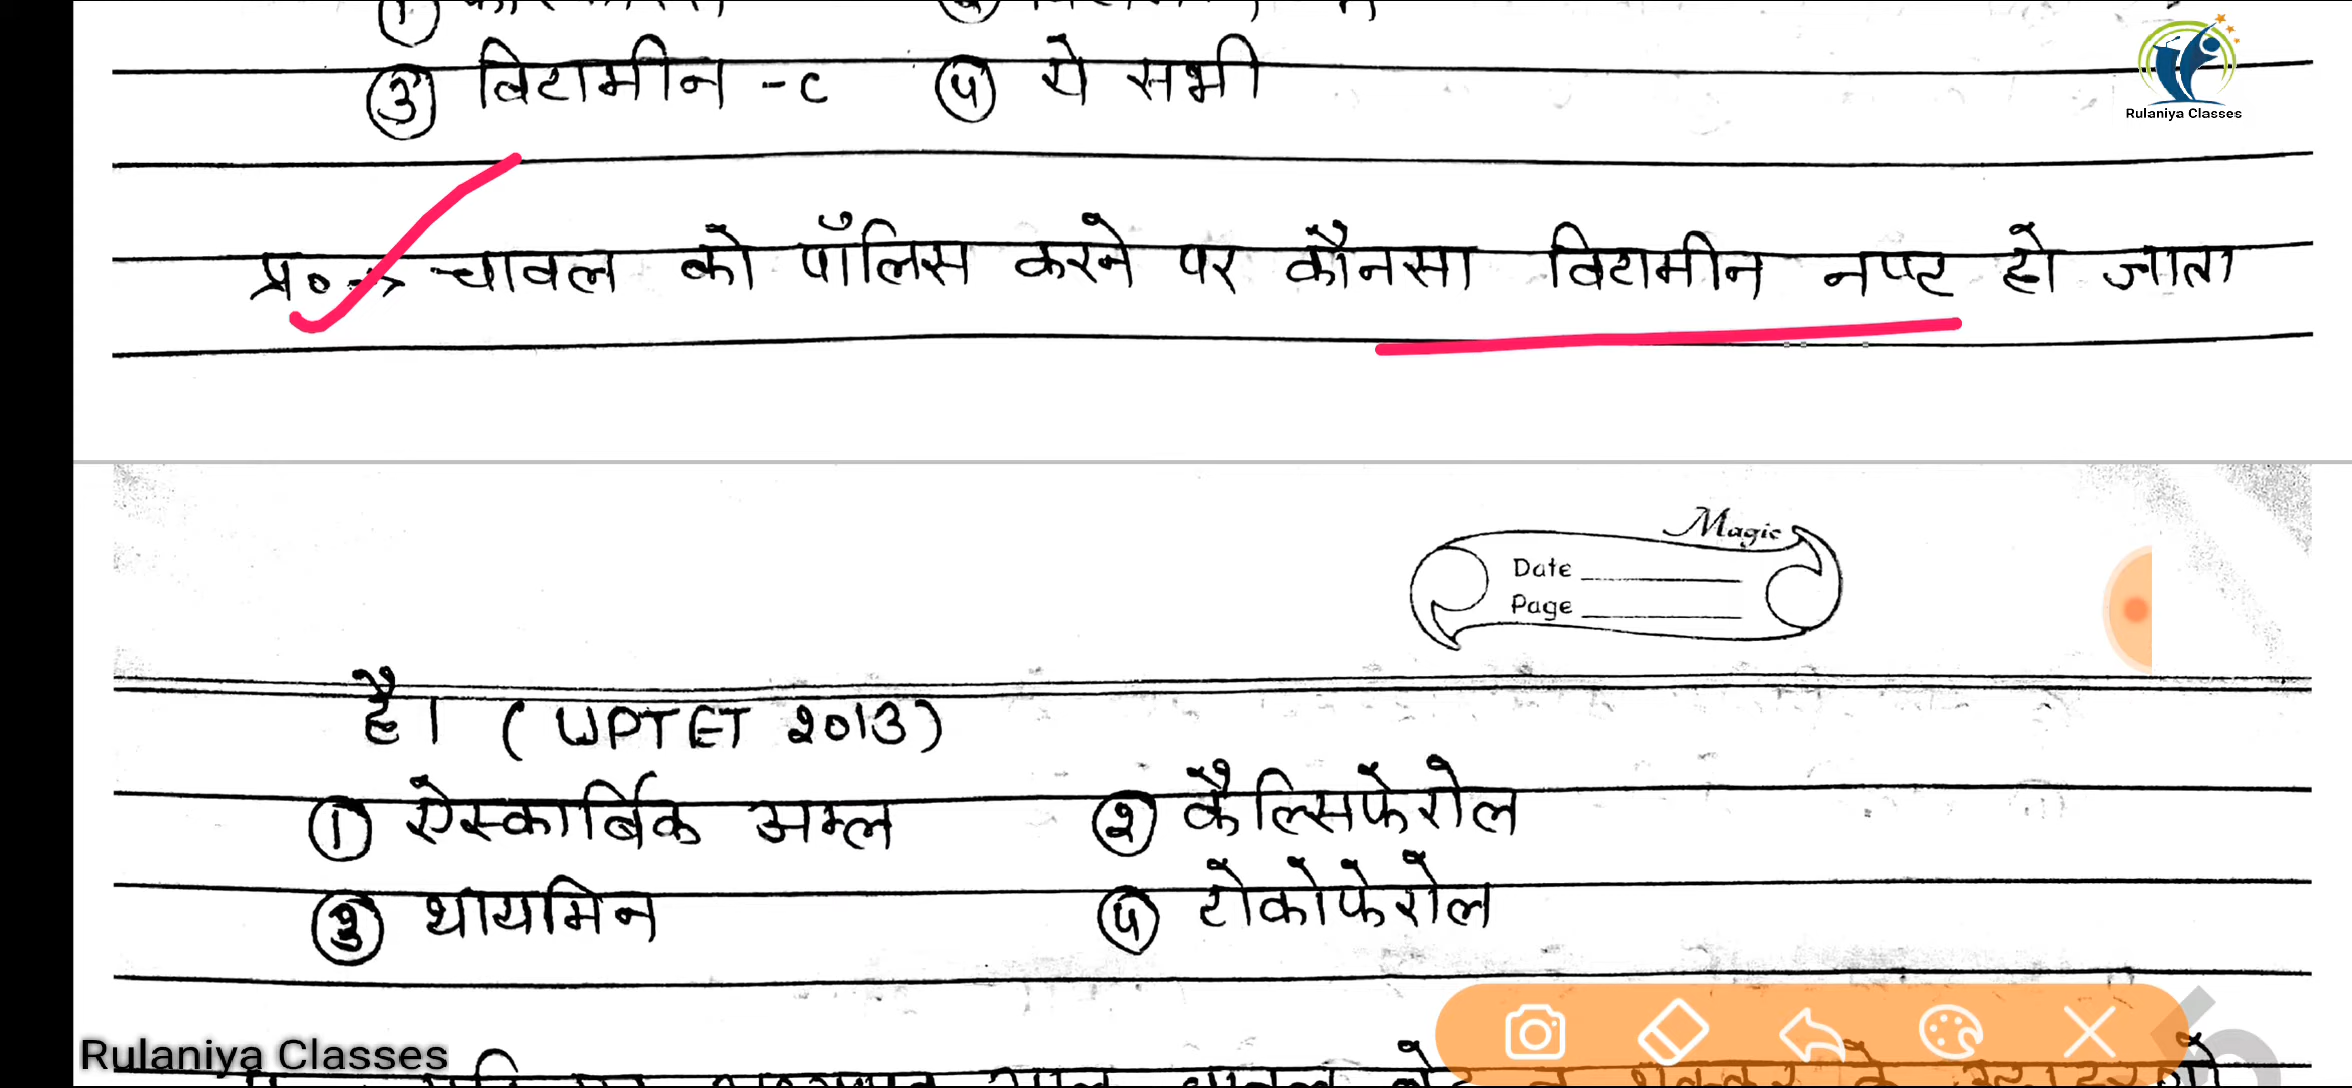 ③ विटामीन -C ④ ये सभी
Rulaniya Classes
प्र०→ चावल को पॉलिस करने पर कौनसा विटामीन नष्ट हो जाता
Magic
Date
Page
है। (UPTET 2013)
① ऐस्कार्बिक अम्ल ② कैल्सिफेरोल
③ थायमिन ④ टोकोफेरोल
Rulaniya Classes